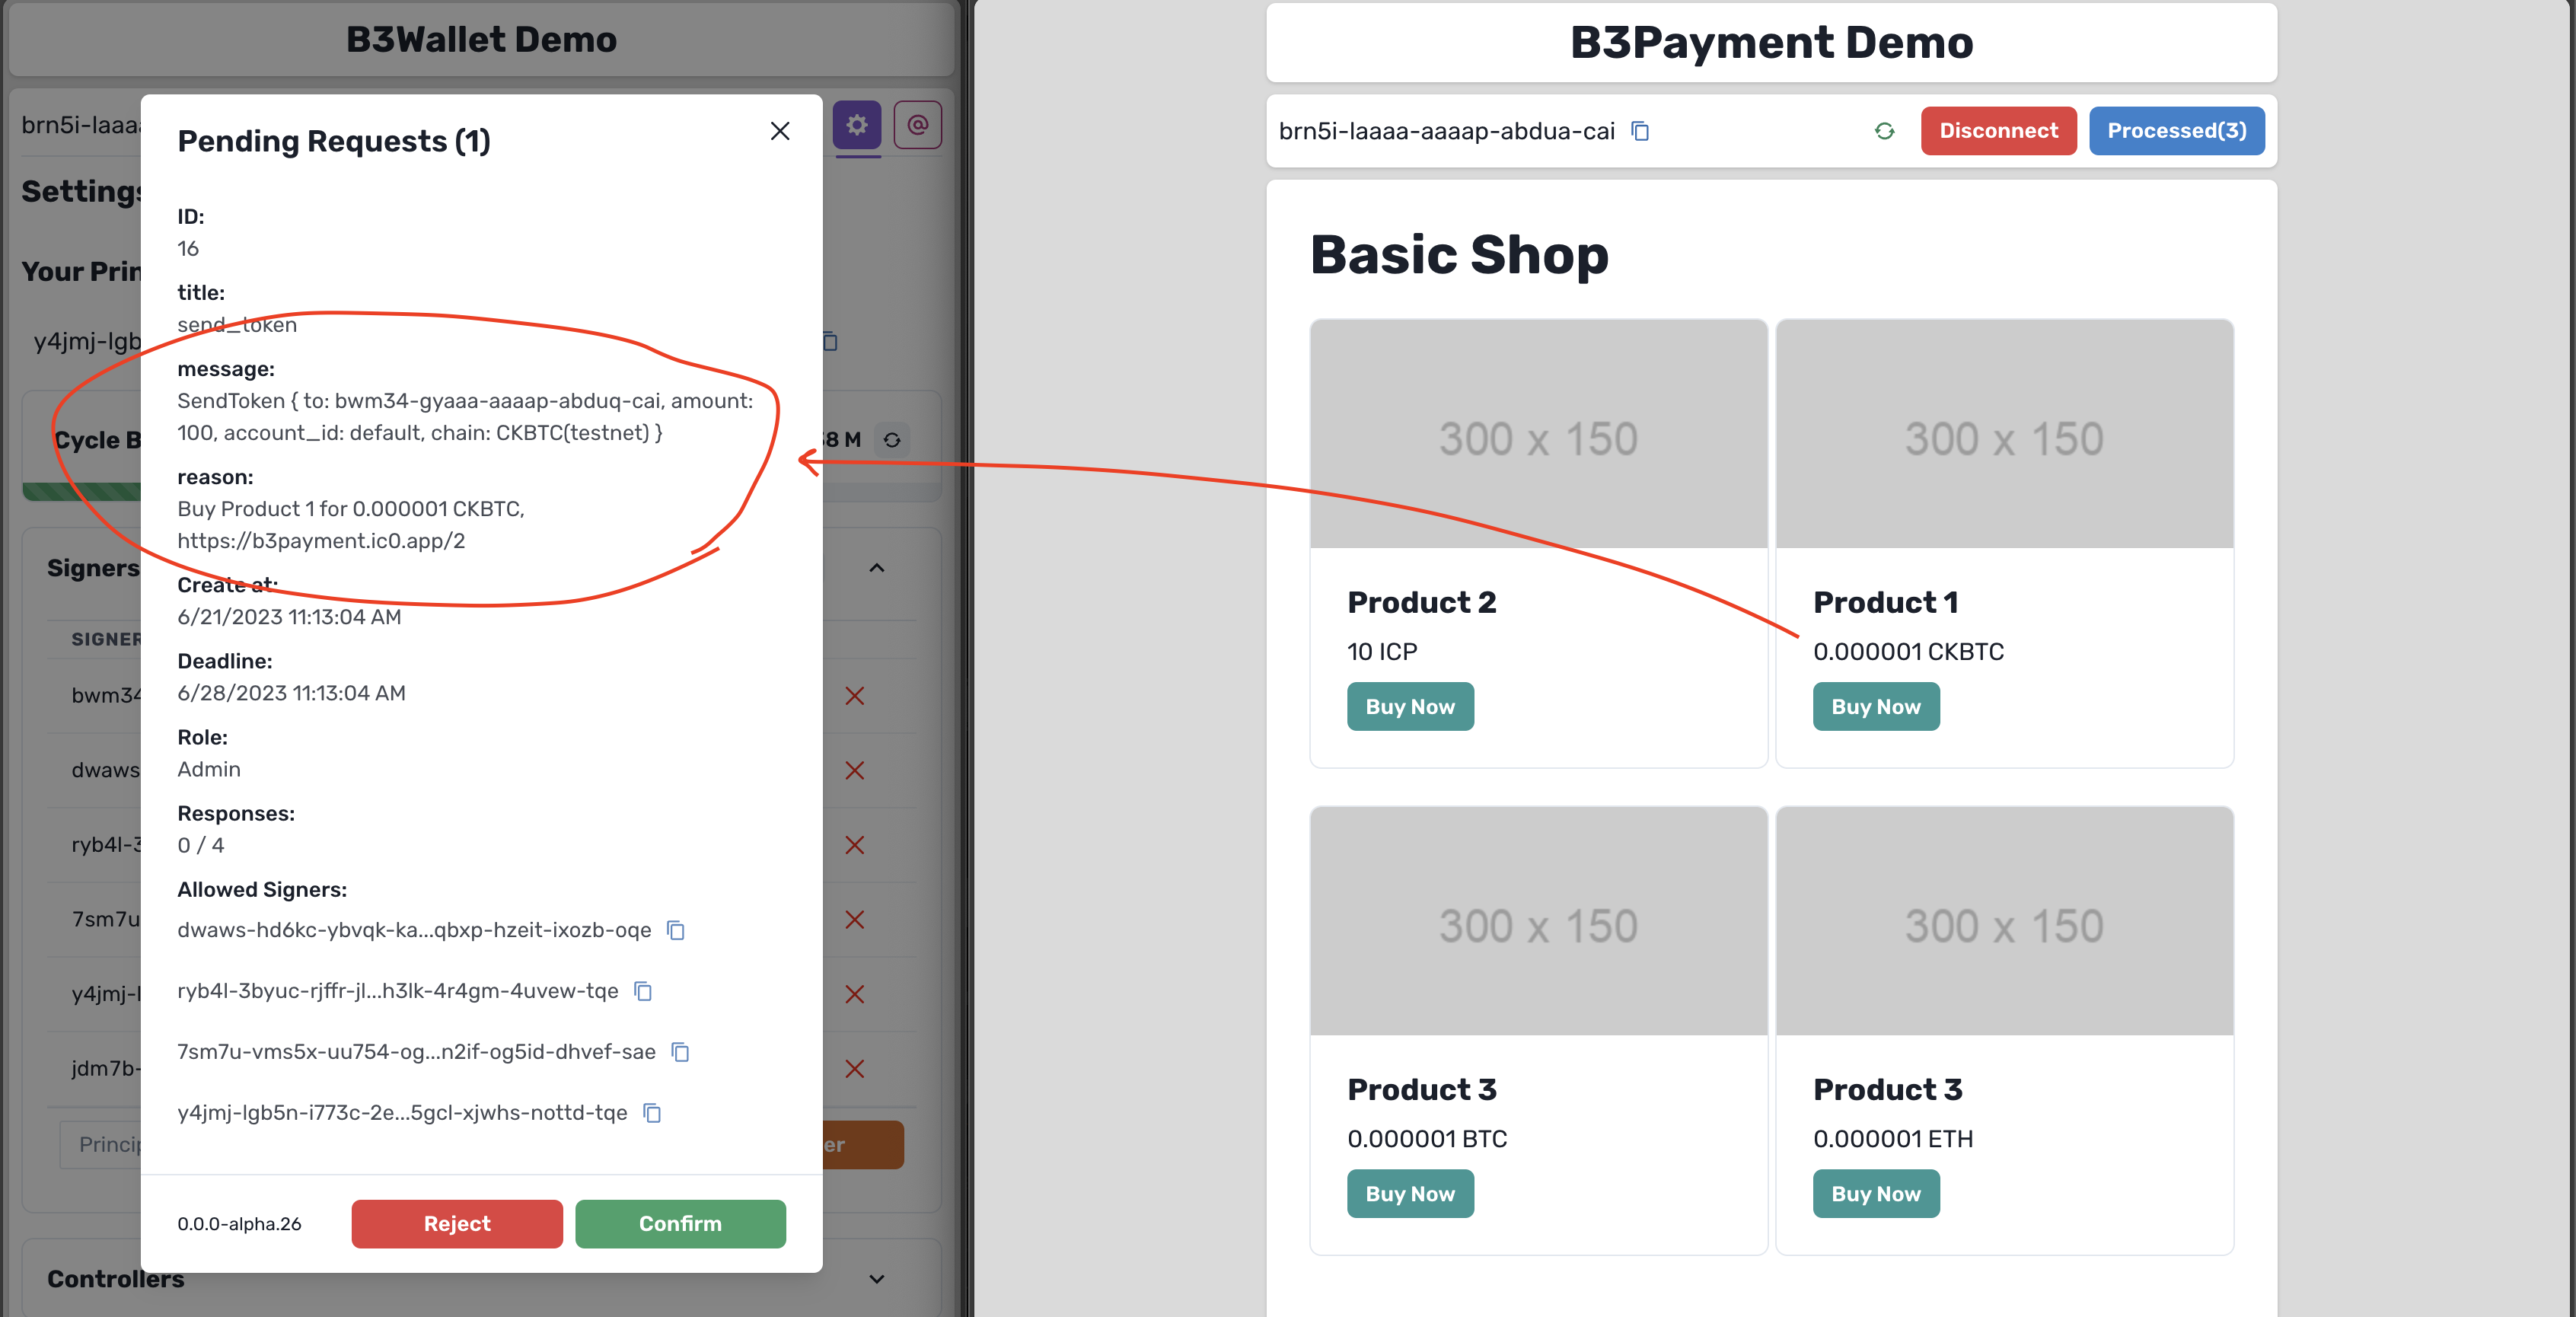 B3Wallet Demo
brn5i-laaa
Settings
Your Prin
y4jmj-lgb
Cycle B
8 M
Signers
SIGNER
bwm34
dwaws
ryb4l-3
7sm7u
y4jmj-l
jdm7b-
Princip
er
Controllers
Pending Requests (1)
ID:
16
title:
send_token
message:
SendToken { to: bwm34-gyaaa-aaaap-abduq-cai, amount:
100, account_id: default, chain: CKBTC(testnet) }
reason:
Buy Product 1 for 0.000001 CKBTC,
https://b3payment.ic0.app/2
Create at:
6/21/2023 11:13:04 AM
Deadline:
6/28/2023 11:13:04 AM
Role:
Admin
Responses:
0 / 4
Allowed Signers:
dwaws-hd6kc-ybvqk-ka...qbxp-hzeit-ixozb-oqe
ryb4l-3byuc-rjffr-jl...h3lk-4r4gm-4uvew-tqe
7sm7u-vms5x-uu754-og...n2if-og5id-dhvef-sae
y4jmj-lgb5n-i773c-2e...5gcl-xjwhs-nottd-tqe
0.0.0-alpha.26
Reject
Confirm
B3Payment Demo
brn5i-laaaa-aaaap-abdua-cai
Disconnect
Processed(3)
Basic Shop
300 x 150
300 x 150
Product 2
Product 1
10 ICP
0.000001 CKBTC
Buy Now
Buy Now
300 x 150
300 x 150
Product 3
Product 3
0.000001 BTC
0.000001 ETH
Buy Now
Buy Now